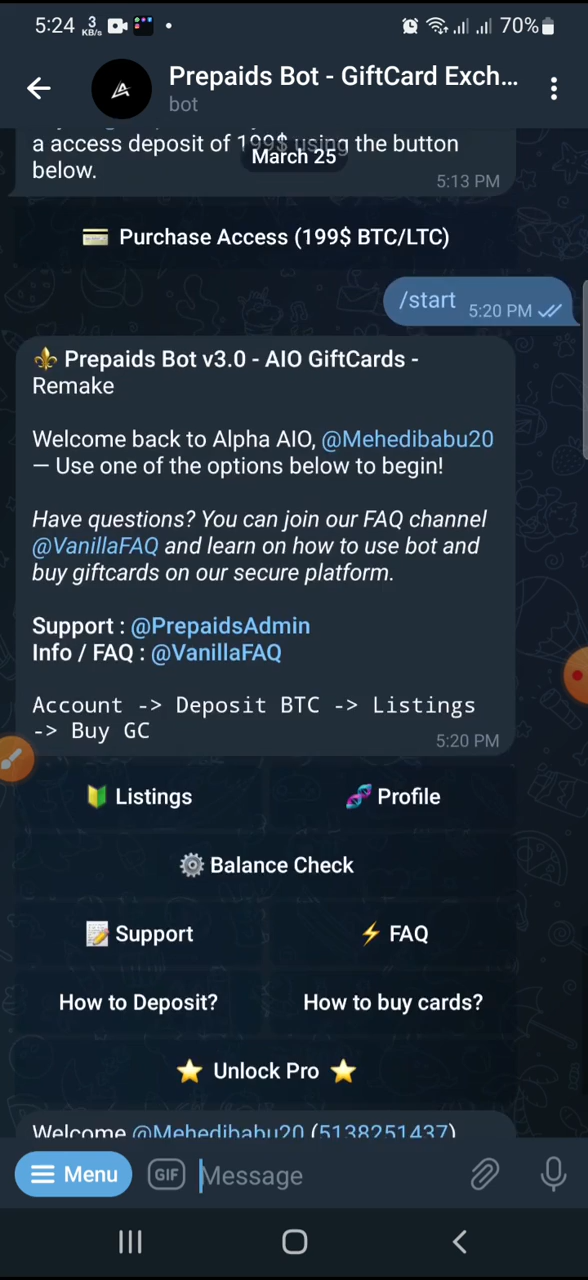 5:24 3 KB/s 70%
Prepaids Bot - GiftCard Exch...
bot
a access deposit of 199$ using the button
March 25
below.
5:13 PM
Purchase Access (199$ BTC/LTC)
/start 5:20 PM
Prepaids Bot v3.0 - AIO GiftCards -
Remake
Welcome back to Alpha AIO, @Mehedibabu20
— Use one of the options below to begin!
Have questions? You can join our FAQ channel
@VanillaFAQ and learn on how to use bot and
buy giftcards on our secure platform.
Support : @PrepaidsAdmin
Info / FAQ : @VanillaFAQ
Account -> Deposit BTC -> Listings
-> Buy GC
5:20 PM
Listings Profile
Balance Check
Support FAQ
How to Deposit? How to buy cards?
Unlock Pro
Welcome @Mehedibabu20 (5138251437)
Menu GIF Message